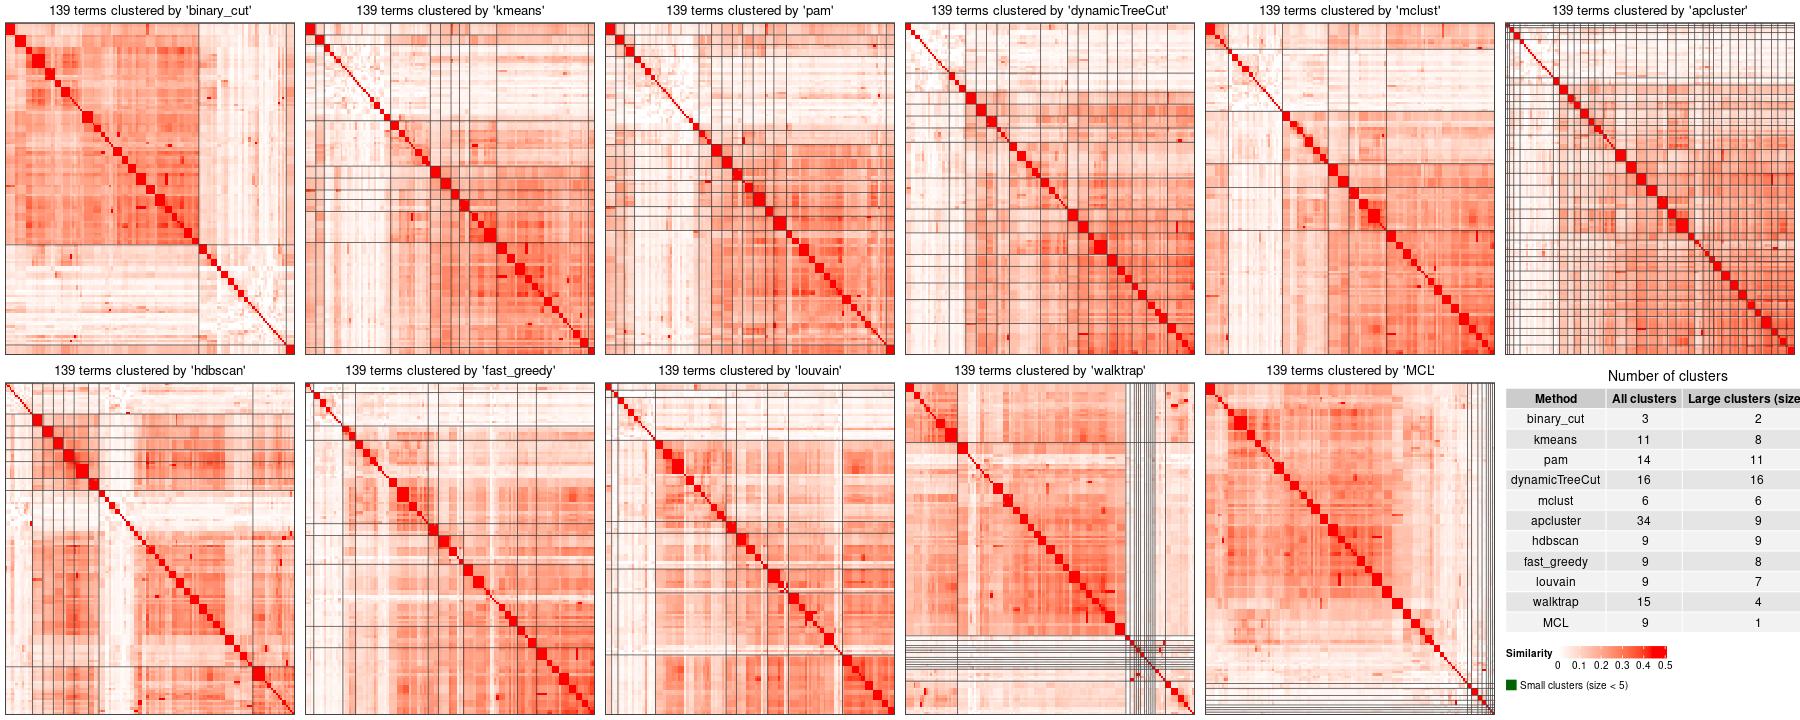 139 terms clustered by 'binary_cut'
139 terms clustered by 'kmeans'
139 terms clustered by 'pam'
139 terms clustered by 'dynamicTreeCut'
139 terms clustered by 'mclust'
139 terms clustered by 'apcluster'
139 terms clustered by 'hdbscan'
139 terms clustered by 'fast_greedy'
139 terms clustered by 'louvain'
139 terms clustered by 'walktrap'
139 terms clustered by 'MCL'
Number of clusters
Method All clusters Large clusters (size
binary_cut 3 2
kmeans 11 8
pam 14 11
dynamicTreeCut 16 16
mclust 6 6
apcluster 34 9
hdbscan 9 9
fast_greedy 9 8
louvain 9 7
walktrap 15 4
MCL 9 1
Similarity
0 0.1 0.2 0.3 0.4 0.5
Small clusters (size < 5)